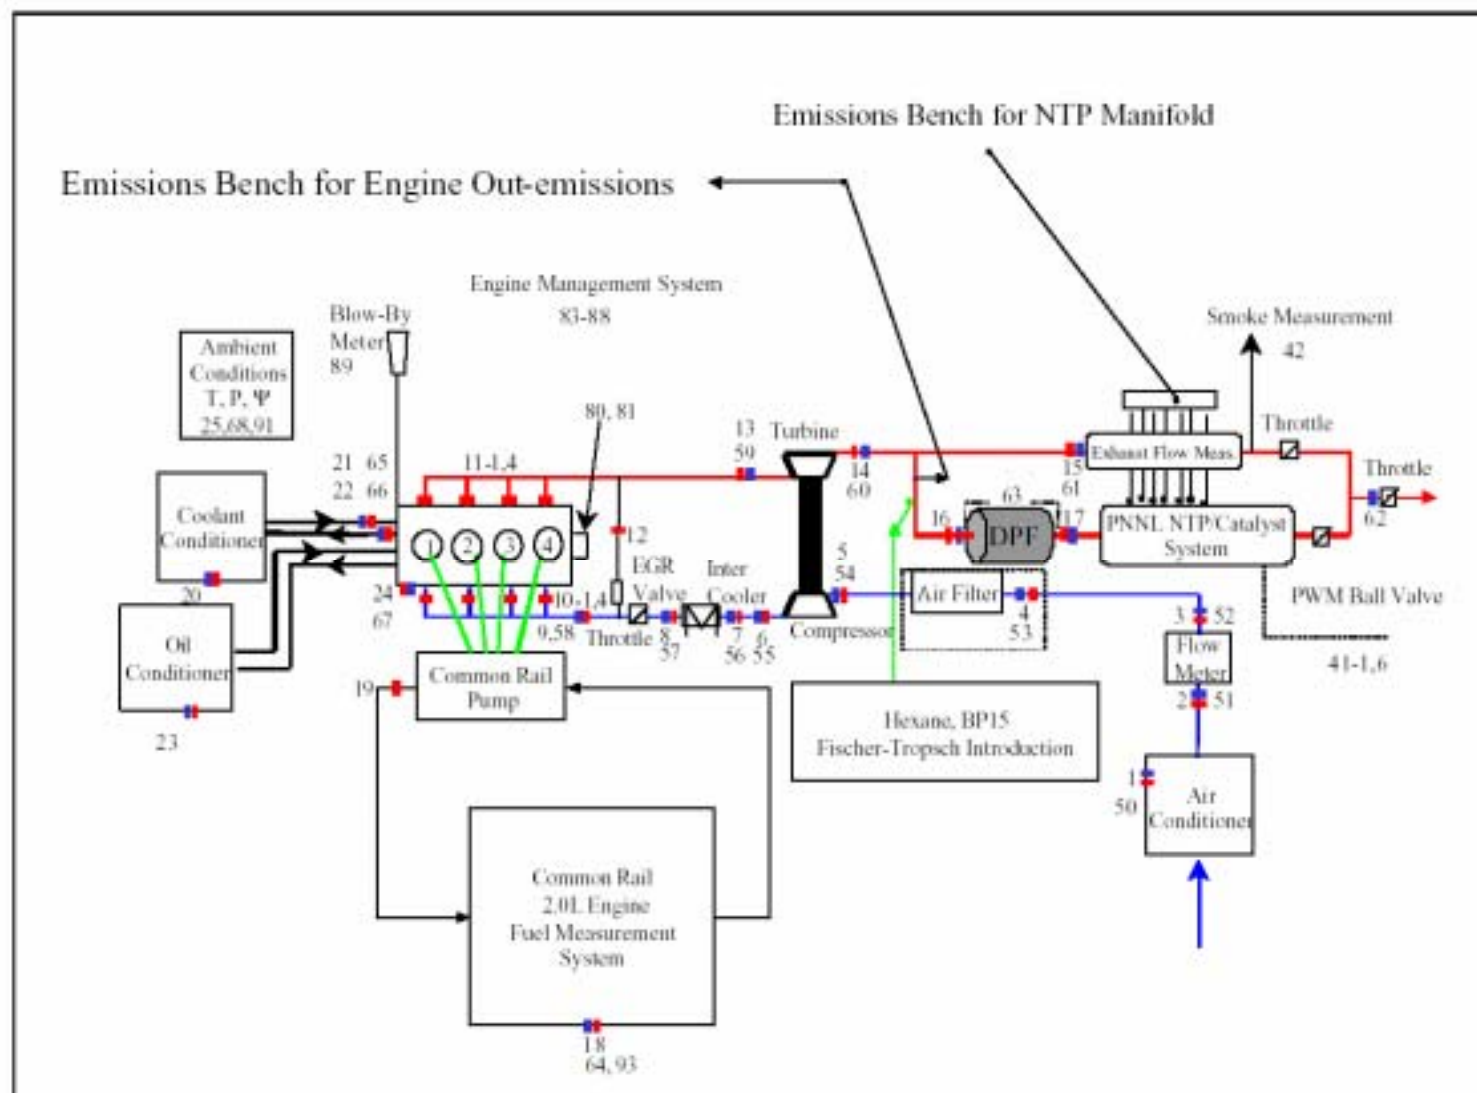 Emissions Bench for NTP Manifold
Emissions Bench for Engine Out-emissions
Engine Management System
83-88
Blow-By
Meter
89
Ambient
Conditions
T, P, Ψ
25,68,91
Smoke Measurement
42
80, 81
13
59
Turbine
14
60
15
61
Exhaust Flow Meas.
Throttle
Throttle
62
21 65
22 66
11-1,4
Coolant
Conditioner
20
1
2
3
4
12
16
63
DPF
17
PNNL NTP/Catalyst
System
24
67
10-1,4
9,58
EGR
Valve
Throttle
8
57
Inter
Cooler
7
56
6
55
5
54
Compressor
Air Filter
4
53
3 52
Flow
Meter
2 51
PWM Ball Valve
41-1,6
Oil
Conditioner
23
19
Common Rail
Pump
Hexane, BP15
Fischer-Tropsch Introduction
1
50
Air
Conditioner
Common Rail
2.0L Engine
Fuel Measurement
System
18
64, 93